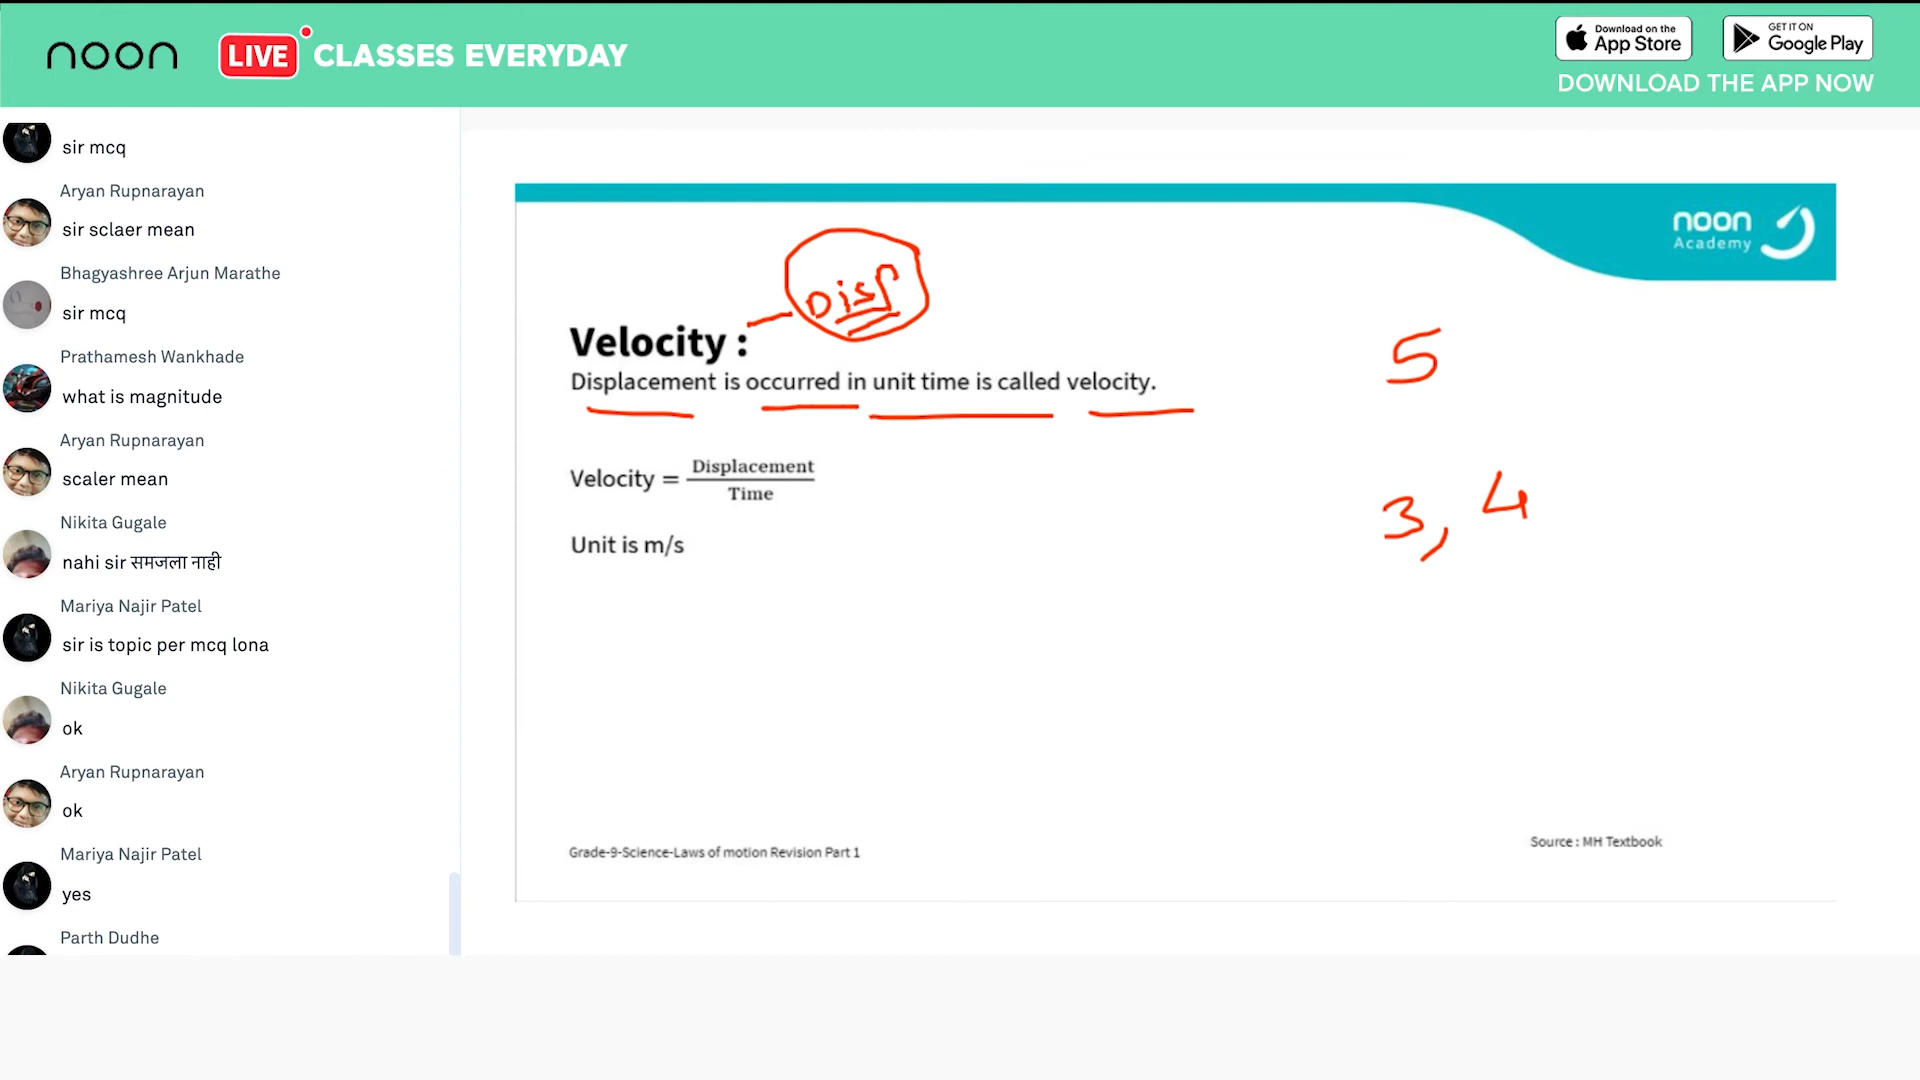 noon LIVE CLASSES EVERYDAY
Download on the App Store
GET IT ON Google Play
DOWNLOAD THE APP NOW
sir mcq
Aryan Rupnarayan
sir sclaer mean
Bhagyashree Arjun Marathe
sir mcq
Prathamesh Wankhade
what is magnitude
Aryan Rupnarayan
scaler mean
Nikita Gugale
nahi sir समजला नाही
Mariya Najir Patel
sir is topic per mcq lona
Nikita Gugale
ok
Aryan Rupnarayan
ok
Mariya Najir Patel
yes
Parth Dudhe
noon
Academy
Disp
Velocity :
Displacement is occurred in unit time is called velocity.
Velocity = Displacement
Time
Unit is m/s
5
3, 4
Grade-9-Science-Laws of motion Revision Part 1
Source : MH Textbook